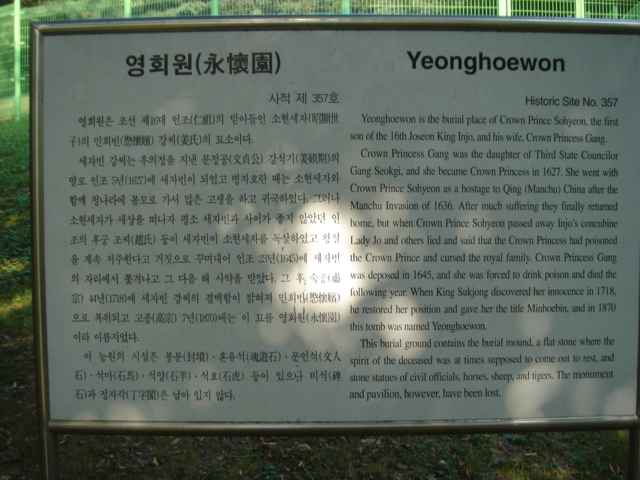 영회원(永懷園)
사적 제 357호
영회원은 조선 제16대 인조(仁祖)의 맏아들인 소현세자(昭顯世
子)의 민회빈(愍懷嬪) 강씨(姜氏)의 묘소이다.
세자빈 강씨는 우의정을 지낸 문정공(文貞公) 강석기(姜碩期)의
딸로 인조 5년(1627)에 세자빈이 되었고 병자호란 때는 소현세자와
함께 청나라에 볼모로 가서 많은 고생을 하고 귀국하였다. 그러나
소현세자가 세상을 떠나자 평소 세자빈과 사이가 좋지 않았던 인
조의 후궁 조씨(趙氏) 등이 세자빈이 소현세자를 독살하였고 왕실
을 계속 저주한다고 거짓으로 꾸며대어 인조 23년(1645)에 세자빈
의 자리에서 쫓겨나고 그 다음 해 사약을 받았다. 그 후 숙종(肅
宗) 44년(1718)에 세자빈 강씨의 결백함이 밝혀져 민회빈(愍懷嬪)
으로 복위되고 고종(高宗) 7년(1870)에는 이 묘를 영회원(永懷園)
이라 이름지었다.
이 능원의 시설은 봉분(封墳)·혼유석(魂遊石)·문인석(文人
石)·석마(石馬)·석양(石羊)·석호(石虎) 등이 있으나 비석(碑
石)과 정자각(丁字閣)은 남아 있지 않다.
Yeonghoewon
Historic Site No. 357
Yeonghoewon is the burial place of Crown Prince Sohyeon, the first
son of the 16th Joseon King Injo, and his wife, Crown Princess Gang.
Crown Princess Gang was the daughter of Third State Councilor
Gang Seokgi, and she became Crown Princess in 1627. She went with
Crown Prince Sohyeon as a hostage to Qing (Manchu) China after the
Manchu Invasion of 1636. After much suffering they finally returned
home, but when Crown Prince Sohyeon passed away Injo's concubine
Lady Jo and others lied and said that the Crown Princess had poisoned
the Crown Prince and cursed the royal family. Crown Princess Gang
was deposed in 1645, and she was forced to drink poison and died the
following year. When King Sukjong discovered her innocence in 1718,
he restored her position and gave her the title Minhoebin, and in 1870
this tomb was named Yeonghoewon.
This burial ground contains the burial mound, a flat stone where the
spirit of the deceased was at times supposed to come out to rest, and
stone statues of civil officials, horses, sheep, and tigers. The monument
and pavilion, however, have been lost.